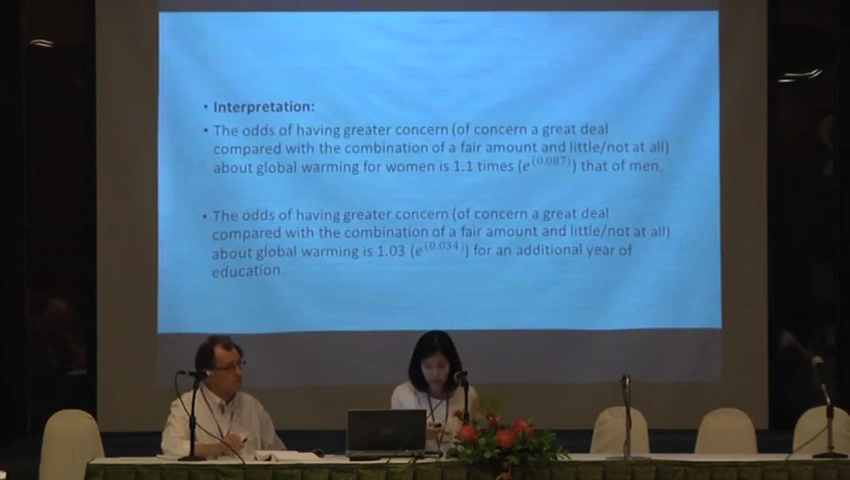 • Interpretation:
• The odds of having greater concern (of concern a great deal
compared with the combination of a fair amount and little/not at all)
about global warming for women is 1.1 times (e^(0.087)) that of men.
• The odds of having greater concern (of concern a great deal
compared with the combination of a fair amount and little/not at all)
about global warming is 1.03 (e^(0.034)) for an additional year of
education.